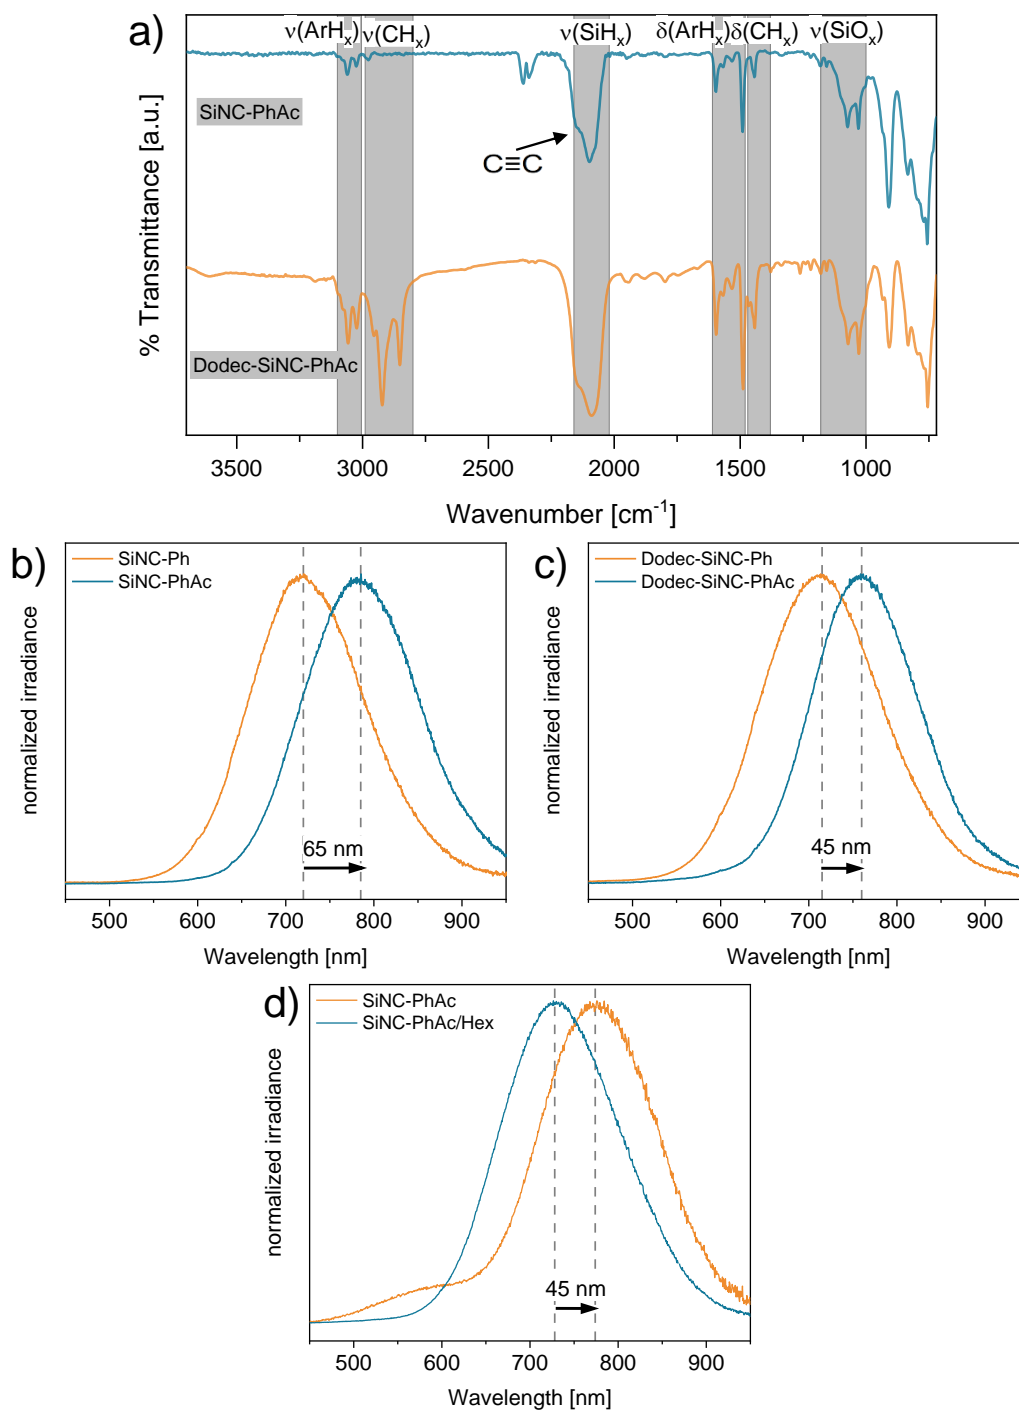 a)
ν(ArHx) ν(CHx) ν(SiHx) δ(ArHx) δ(CHx) ν(SiOx)
SiNC-PhAc
C≡C
Dodec-SiNC-PhAc
% Transmittance [a.u.]
3500 3000 2500 2000 1500 1000
Wavenumber [cm-1]
b)
SiNC-Ph
SiNC-PhAc
65 nm
normalized irradiance
500 600 700 800 900
Wavelength [nm]
c)
Dodec-SiNC-Ph
Dodec-SiNC-PhAc
45 nm
normalized irradiance
500 600 700 800 900
Wavelength [nm]
d)
SiNC-PhAc
SiNC-PhAc/Hex
45 nm
normalized irradiance
500 600 700 800 900
Wavelength [nm]